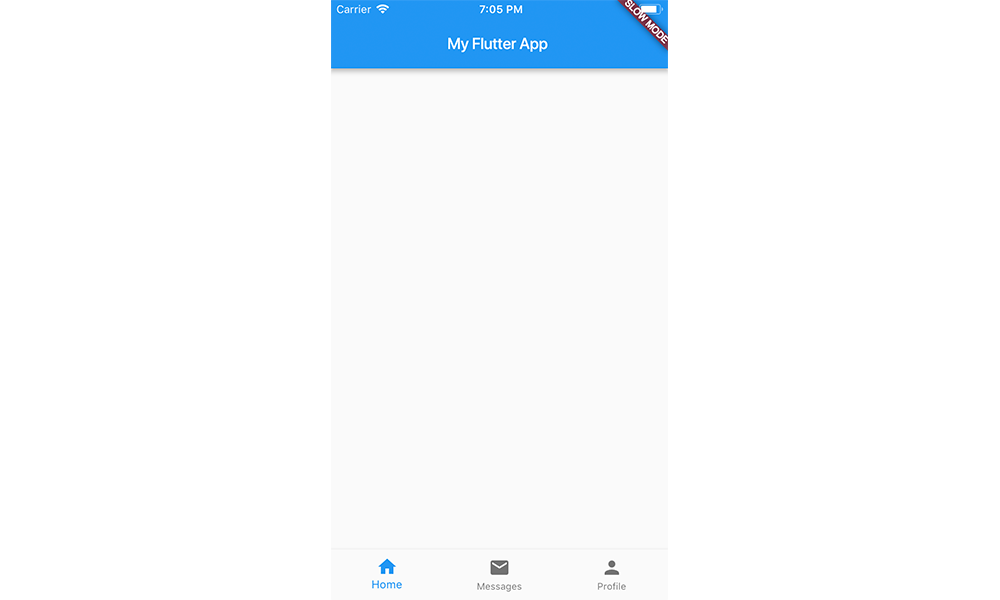 Carrier
7:05 PM
SLOW MODE
My Flutter App
Home
Messages
Profile